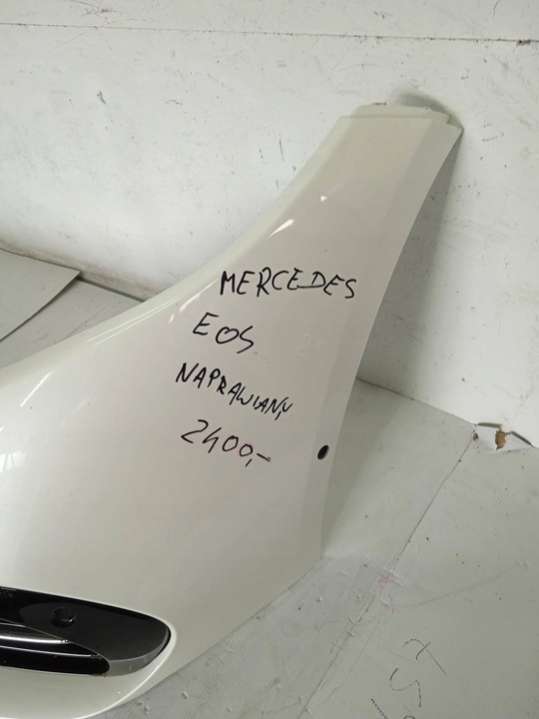 MERCEDES
EOS
NAPRAWIANY
2400,-